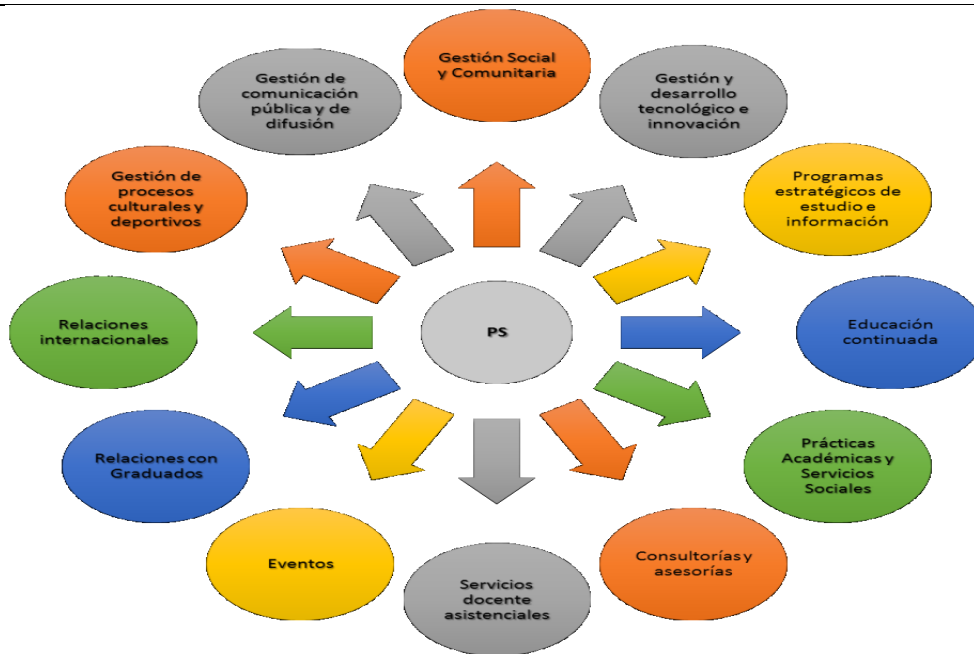 Gestión Social
y Comunitaria
Gestión y
desarrollo
tecnológico e
innovación
Programas
estratégicos de
estudio e
información
Educación
continuada
Prácticas
Académicas y
Servicios
Sociales
Consultorías y
asesorías
Servicios
docente
asistenciales
Eventos
Relaciones con
Graduados
Relaciones
internacionales
Gestión de
procesos
culturales y
deportivos
Gestión de
comunicación
pública y de
difusión
PS